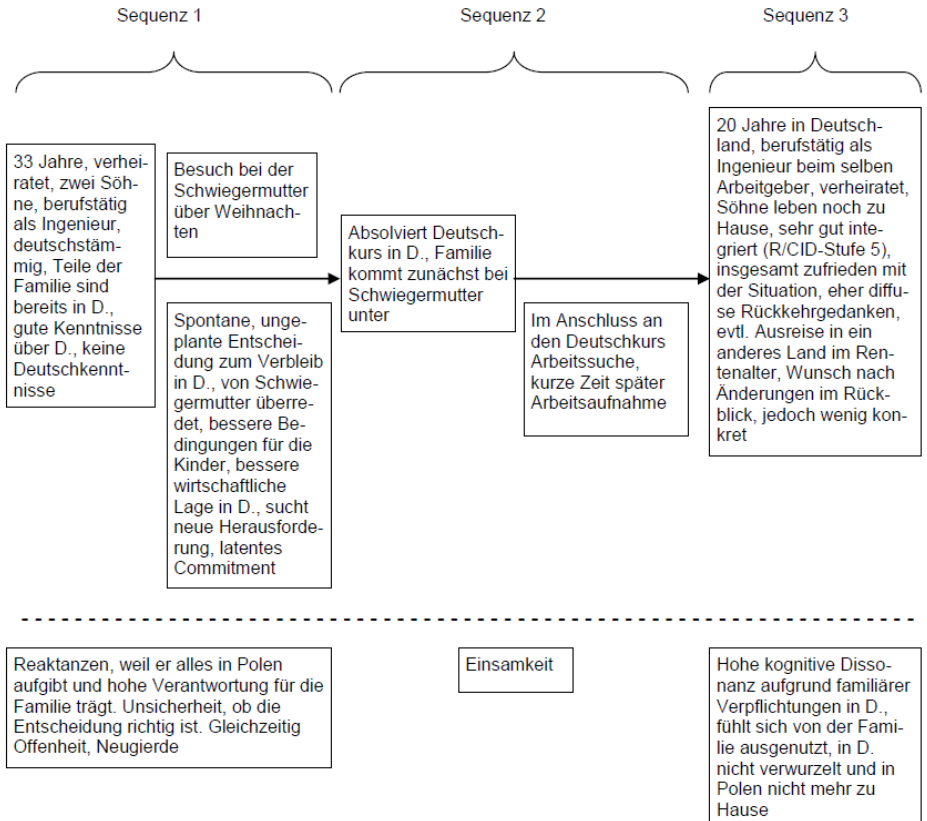 Sequenz 1
Sequenz 2
Sequenz 3
33 Jahre, verhei-
ratet, zwei Söh-
ne, berufstätig
als Ingenieur,
deutschstäm-
mig, Teile der
Familie sind
bereits in D.,
gute Kenntnisse
über D., keine
Deutschkennt-
nisse
Besuch bei der
Schwiegermutter
über Weihnach-
ten
Spontane, unge-
plante Entschei-
dung zum Verbleib
in D., von Schwie-
germutter überre-
det, bessere Be-
dingungen für die
Kinder, bessere
wirtschaftliche
Lage in D., sucht
neue Herausforde-
rung, latentes
Commitment
Absolviert Deutsch-
kurs in D., Familie
kommt zunächst bei
Schwiegermutter
unter
Im Anschluss an
den Deutschkurs
Arbeitssuche,
kurze Zeit später
Arbeitsaufnahme
20 Jahre in Deutsch-
land, berufstätig als
Ingenieur beim selben
Arbeitgeber, verheiratet,
Söhne leben noch zu
Hause, sehr gut inte-
griert (R/CID-Stufe 5),
insgesamt zufrieden mit
der Situation, eher diffu-
se Rückkehrgedanken,
evtl. Ausreise in ein
anderes Land im Ren-
tenalter, Wunsch nach
Änderungen im Rück-
blick, jedoch wenig kon-
kret
Reaktanzen, weil er alles in Polen
aufgibt und hohe Verantwortung für die
Familie trägt. Unsicherheit, ob die
Entscheidung richtig ist. Gleichzeitig
Offenheit, Neugierde
Einsamkeit
Hohe kognitive Disso-
nanz aufgrund familiärer
Verpflichtungen in D.,
fühlt sich von der Fami-
lie ausgenutzt, in D.
nicht verwurzelt und in
Polen nicht mehr zu
Hause